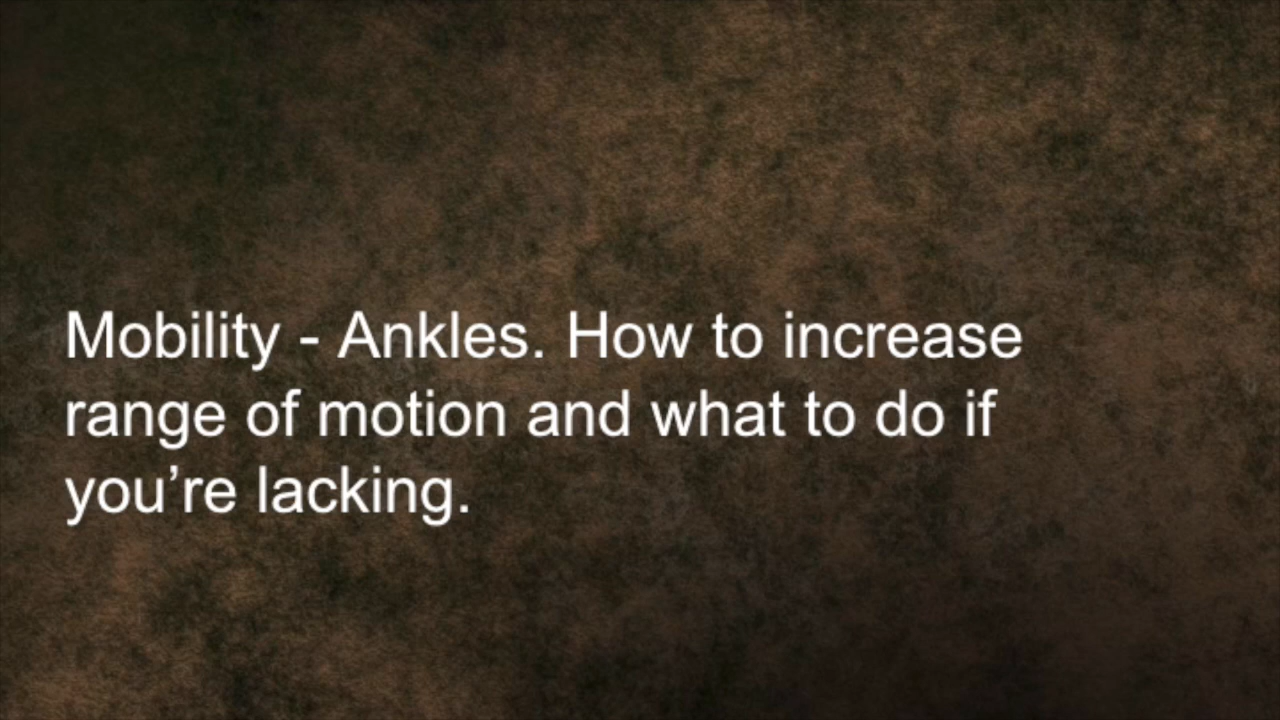 Mobility - Ankles. How to increase
range of motion and what to do if
you’re lacking.